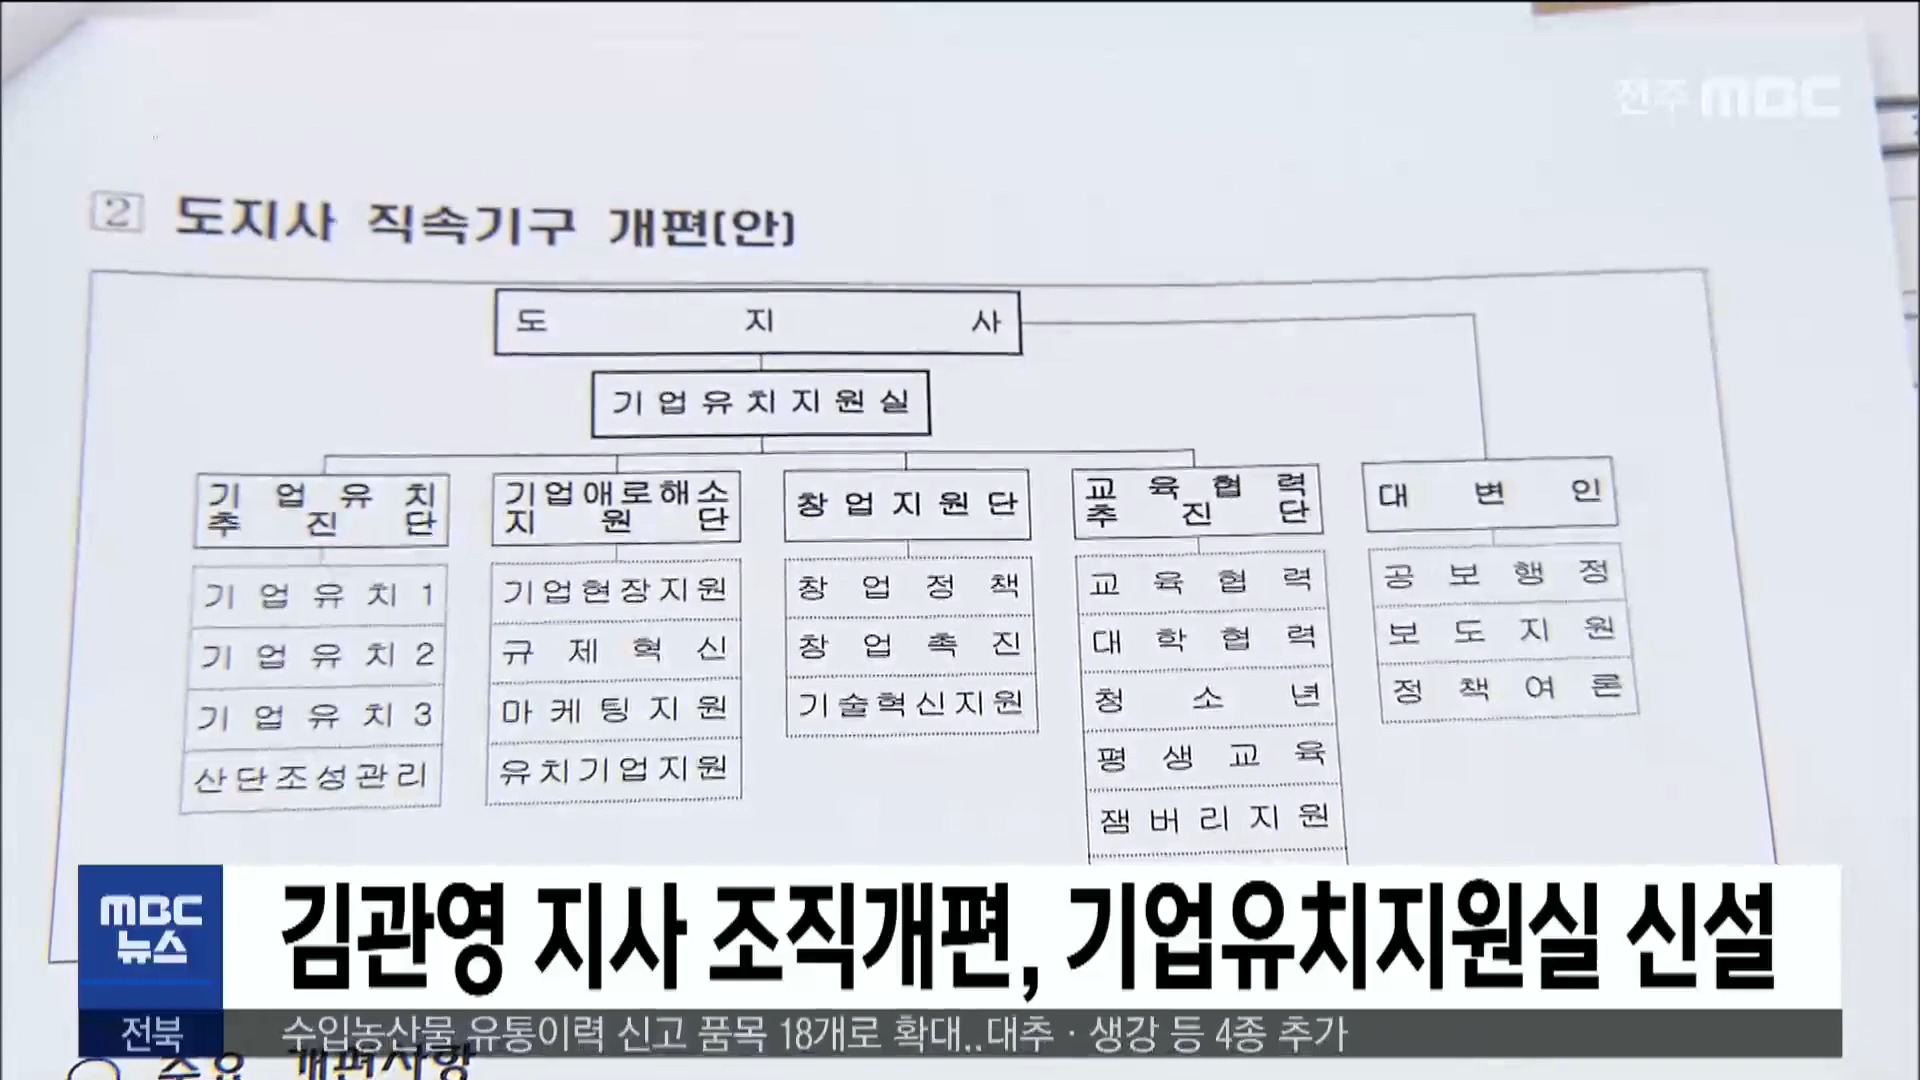 전주 MBC
2 도지사 직속기구 개편(안)
도지사
기업유치지원실
기업유치
추진단
기업유치1
기업유치2
기업유치3
산단조성관리
기업애로해소
지원단
기업현장지원
규제혁신
마케팅지원
유치기업지원
창업지원단
창업정책
창업촉진
기술혁신지원
교육협력
추진단
교육협력
대학협력
청소년
평생교육
잼버리지원
대변인
공보행정
보도지원
정책여론
MBC
뉴스
김관영 지사 조직개편, 기업유치지원실 신설
전북
수입농산물 유통이력 신고 품목 18개로 확대..대추·생강 등 4종 추가
주요 개편사항